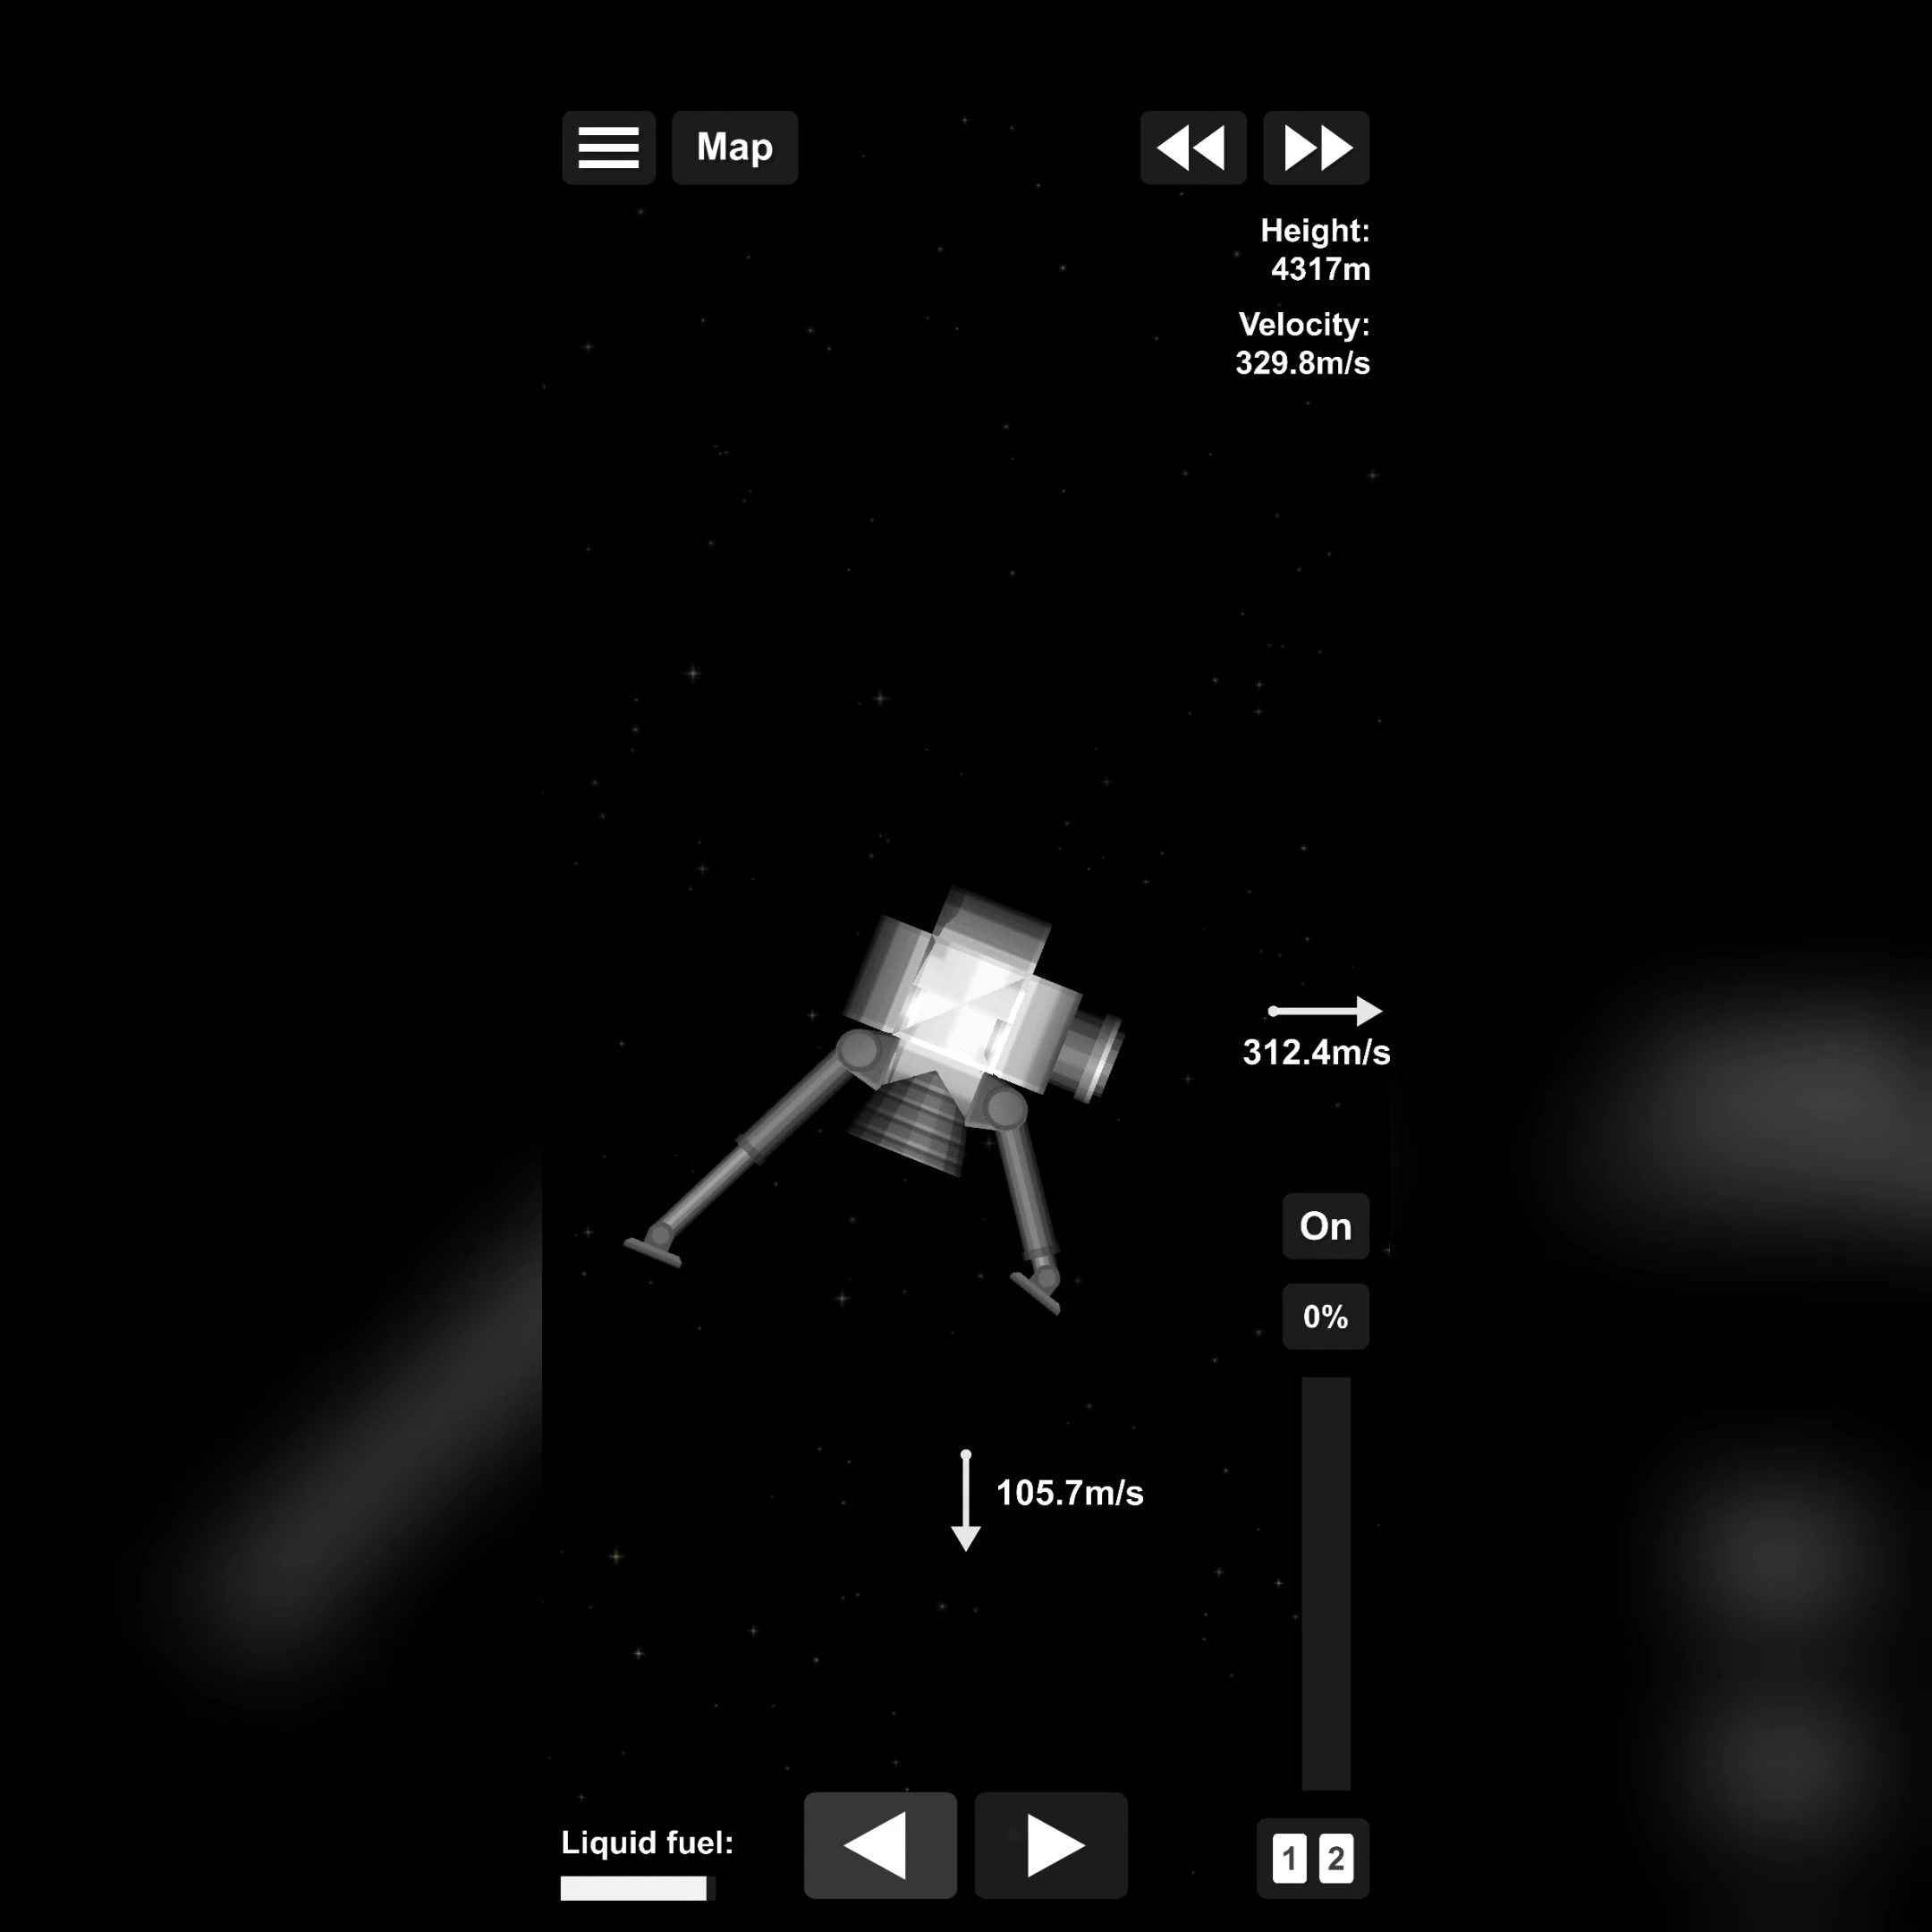 Map
Height:
4317m
Velocity:
329.8m/s
312.4m/s
On
0%
105.7m/s
Liquid fuel:
1 2